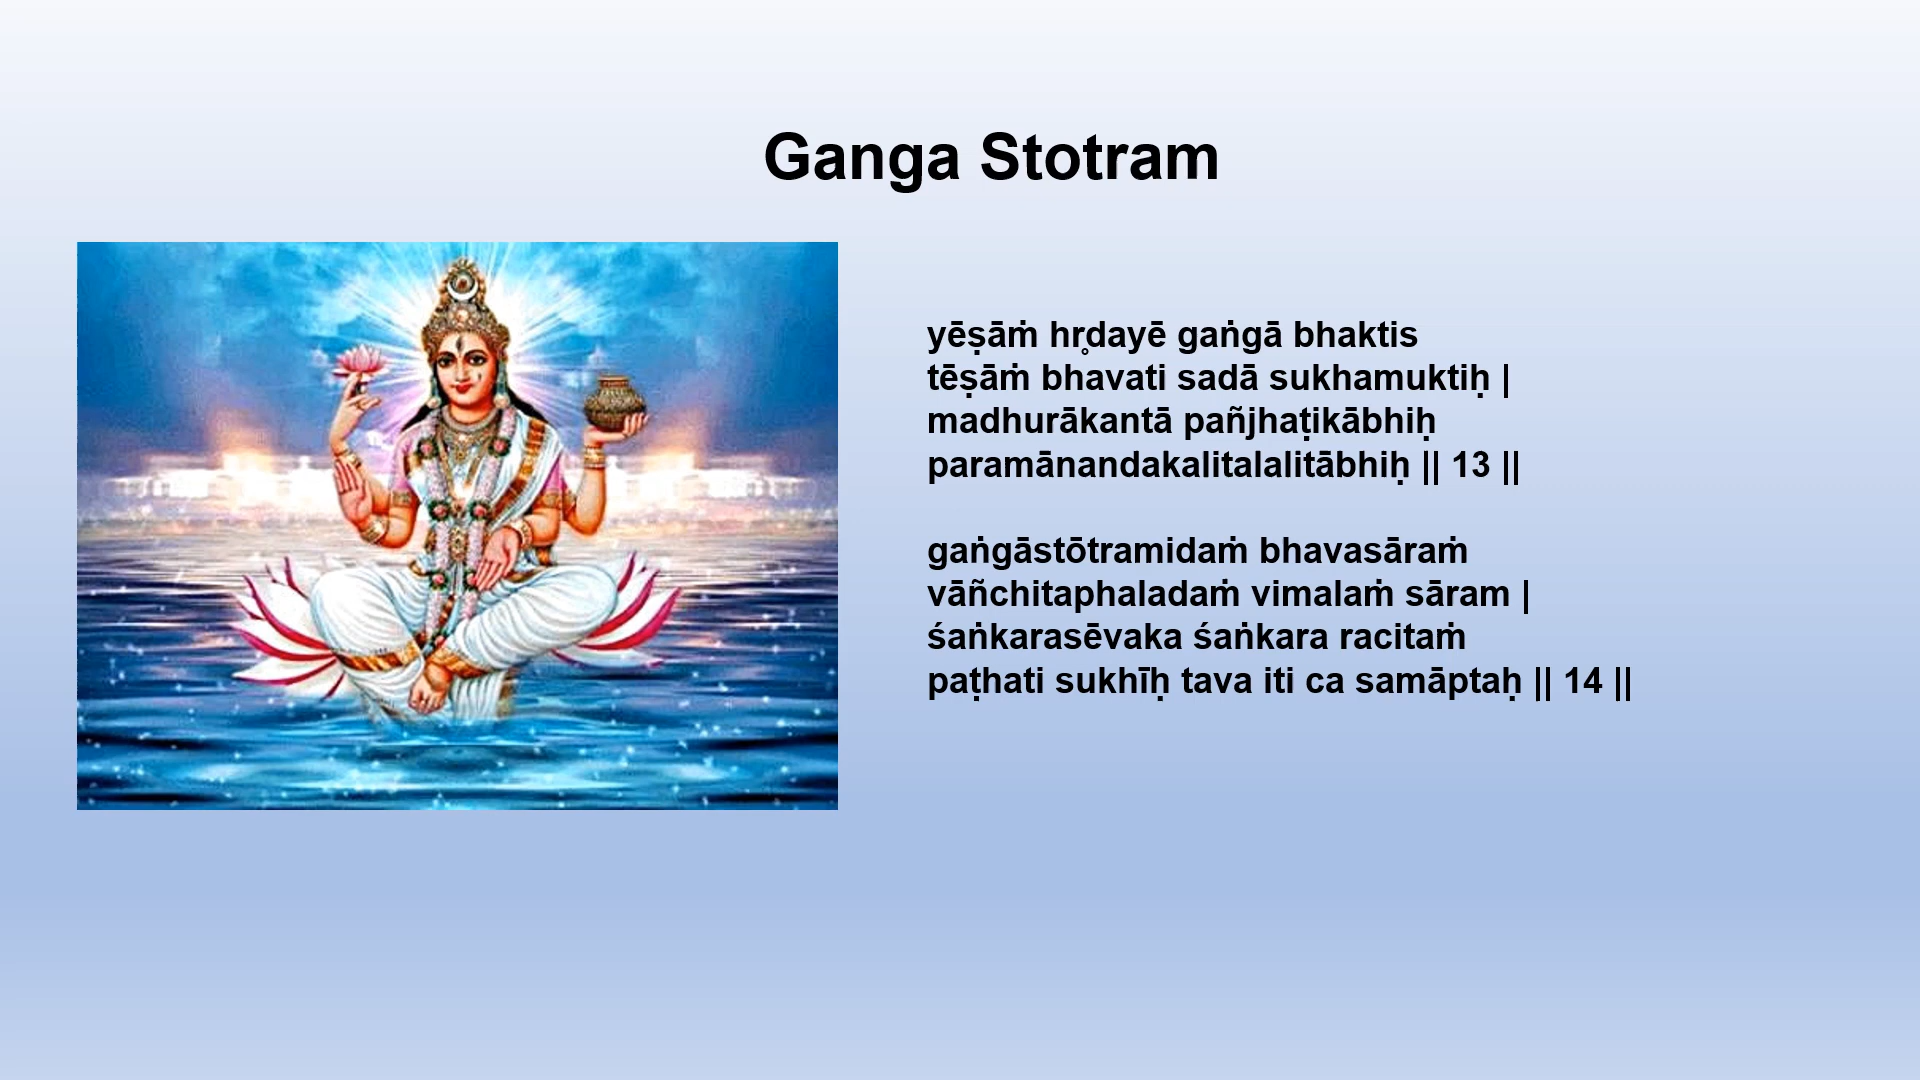 Ganga Stotram
yēṣāṁ hr̥dayē gaṅgā bhaktis
tēṣāṁ bhavati sadā sukhamuktiḥ |
madhurākantā pañjhaṭikābhiḥ
paramānandakalitalalitābhiḥ || 13 ||
gaṅgāstōtramidaṁ bhavasāraṁ
vāñchitaphaladaṁ vimalaṁ sāram |
śaṅkarasēvaka śaṅkara racitaṁ
paṭhati sukhīḥ tava iti ca samāptaḥ || 14 ||